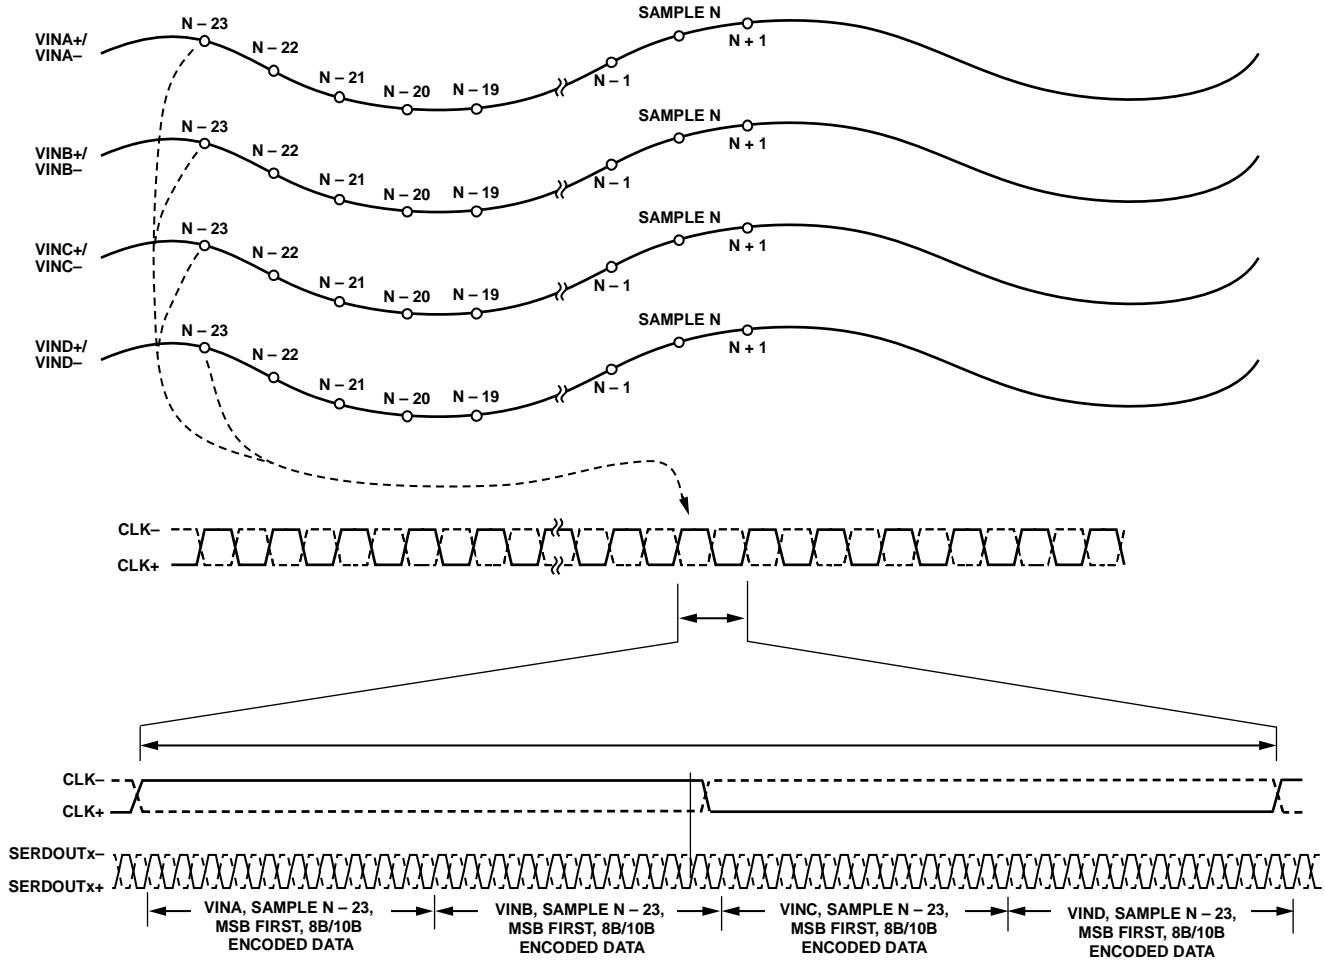 VINA+/
VINA–
N – 23
N – 22
N – 21
N – 20
N – 19
N – 1
SAMPLE N
N + 1
VINB+/
VINB–
N – 23
N – 22
N – 21
N – 20
N – 19
N – 1
SAMPLE N
N + 1
VINC+/
VINC–
N – 23
N – 22
N – 21
N – 20
N – 19
N – 1
SAMPLE N
N + 1
VIND+/
VIND–
N – 23
N – 22
N – 21
N – 20
N – 19
N – 1
SAMPLE N
N + 1
CLK–
CLK+
CLK–
CLK+
SERDOUTx–
SERDOUTx+
VINA, SAMPLE N – 23,
MSB FIRST, 8B/10B
ENCODED DATA
VINB, SAMPLE N – 23,
MSB FIRST, 8B/10B
ENCODED DATA
VINC, SAMPLE N – 23,
MSB FIRST, 8B/10B
ENCODED DATA
VIND, SAMPLE N – 23,
MSB FIRST, 8B/10B
ENCODED DATA